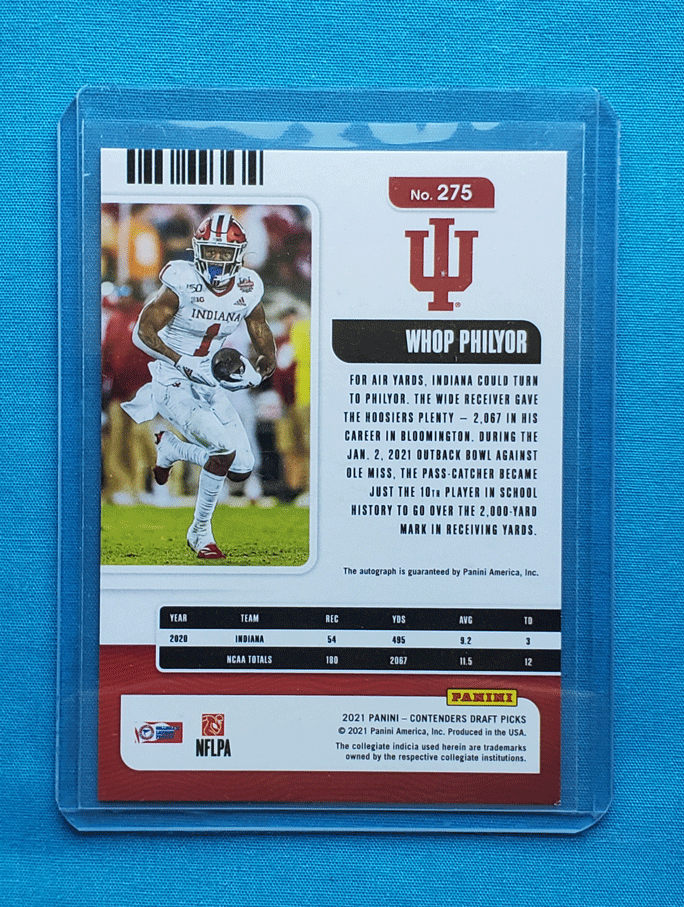 No. 275
®
WHOP PHILYOR
150
B1G
INDIANA
1
FOR AIR YARDS, INDIANA COULD TURN
TO PHILYOR. THE WIDE RECEIVER GAVE
THE HOOSIERS PLENTY – 2,067 IN HIS
CAREER IN BLOOMINGTON. DURING THE
JAN. 2, 2021 OUTBACK BOWL AGAINST
OLE MISS, THE PASS-CATCHER BECAME
JUST THE 10TH PLAYER IN SCHOOL
HISTORY TO GO OVER THE 2,000-YARD
MARK IN RECEIVING YARDS.
The autograph is guaranteed by Panini America, Inc.
YEAR TEAM REC YDS AVG TD
2020 INDIANA 54 495 9.2 3
NCAA TOTALS 180 2067 11.5 12
PANINI
2021 PANINI – CONTENDERS DRAFT PICKS
© 2021 Panini America, Inc. Produced in the USA.
The collegiate indicia used herein are trademarks
owned by the respective collegiate institutions.
NFLPA